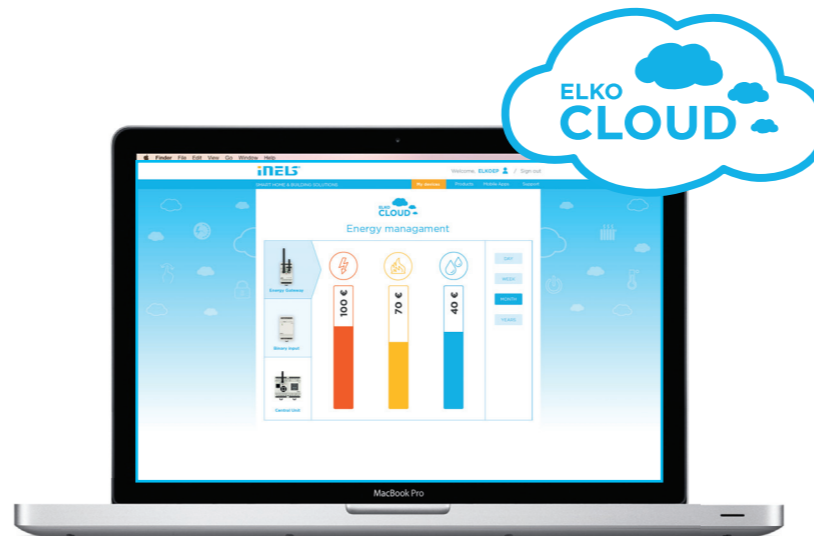 ELKO
CLOUD
Finder File Edit View Go Window Help
iNELS
Welcome, ELKOEP / Sign out
SMART HOME & BUILDING SOLUTIONS
My devices Products Mobile Apps Support
ELKO
CLOUD
Energy managament
100 €
70 €
40 €
Energy Gateway
Binary Input
Central Unit
DAY
WEEK
MONTH
YEARS
MacBook Pro